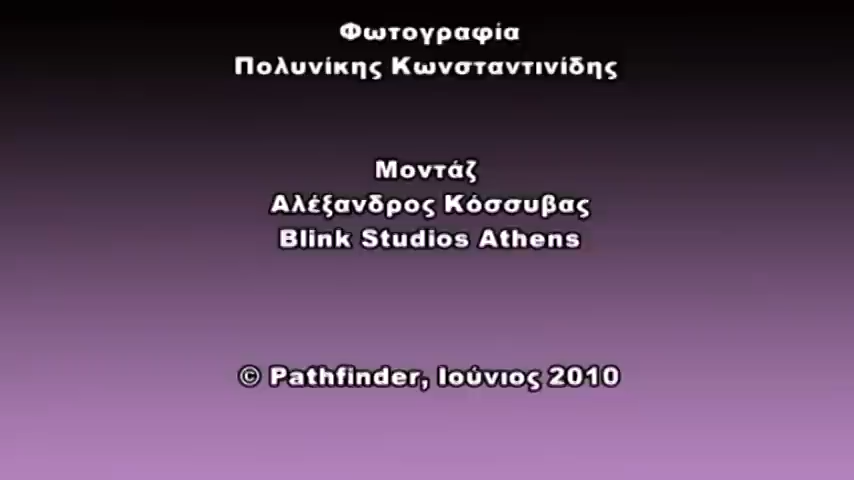 Φωτογραφία
Πολυνίκης Κωνσταντινίδης
Μοντάζ
Αλέξανδρος Κόσσυβας
Blink Studios Athens
© Pathfinder, Ιούνιος 2010